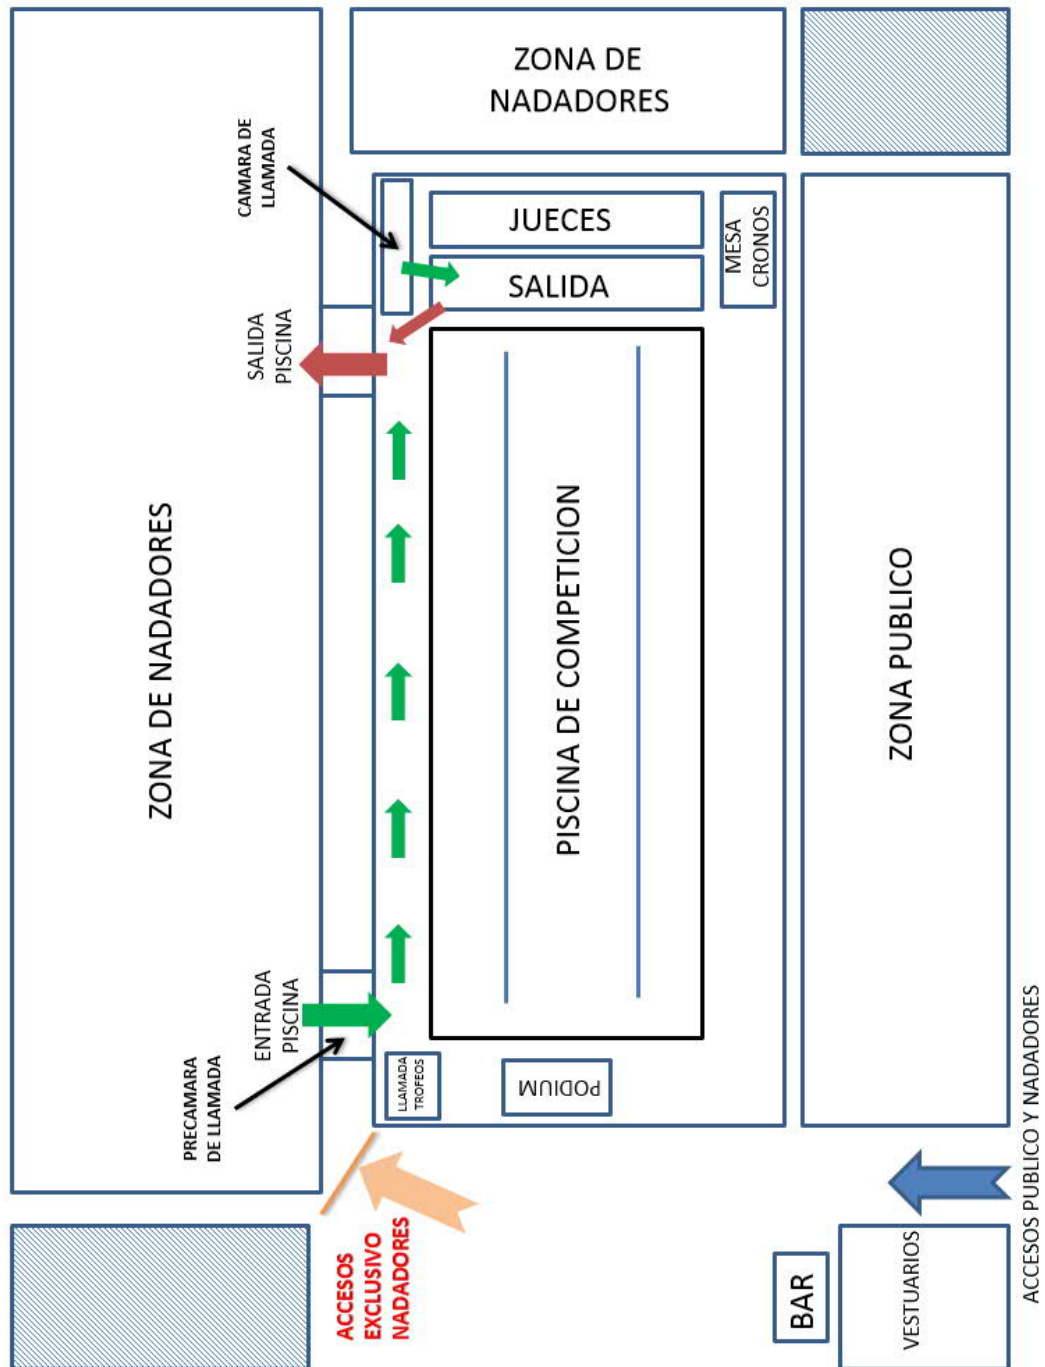 ZONA DE
NADADORES
CAMARA DE
LLAMADA
JUECES
SALIDA
MESA
CRONOS
SALIDA
PISCINA
ZONA DE NADADORES
PISCINA DE COMPETICION
ZONA PUBLICO
ENTRADA
PISCINA
PRECAMARA
DE LLAMADA
LLAMADA
TROFEOS
PODIUM
ACCESOS
EXCLUSIVO
NADADORES
BAR
VESTUARIOS
ACCESOS PUBLICO Y NADADORES